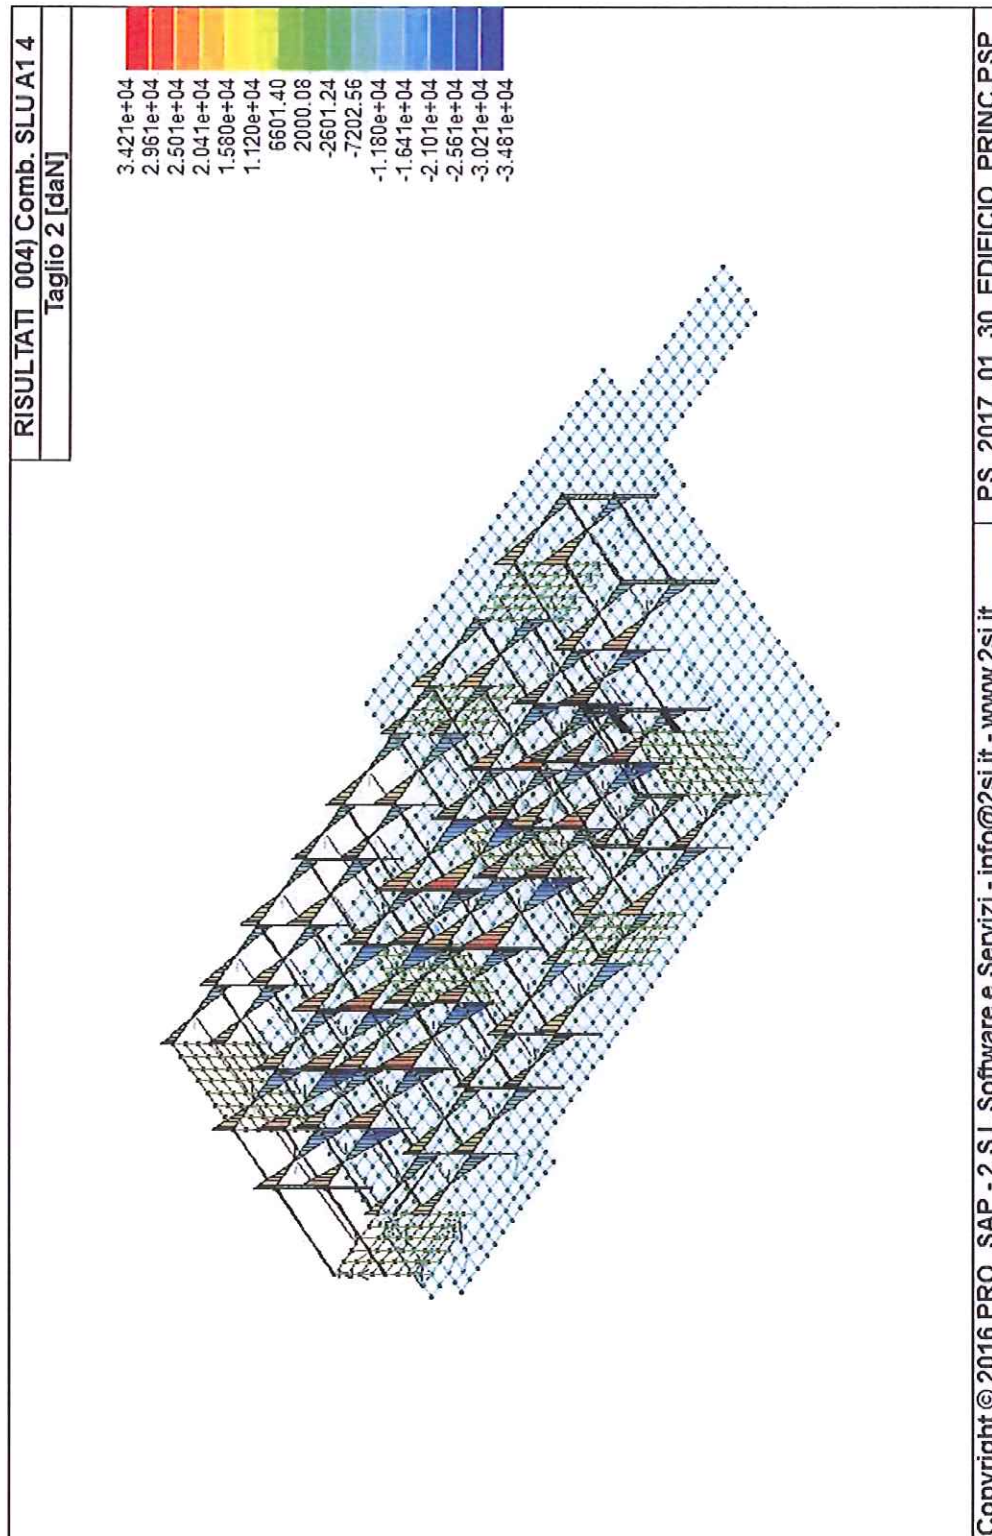 RISULTATI 004) Comb. SLU A1 4
Taglio 2 [daN]
3.421e+04
2.961e+04
2.501e+04
2.041e+04
1.580e+04
1.120e+04
6601.40
2000.08
-2601.24
-7202.56
-1.180e+04
-1.641e+04
-2.101e+04
-2.561e+04
-3.021e+04
-3.481e+04
Copyright © 2016 PRO_SAP - 2 S.I. Software e Servizi - info@2si.it - www.2si.it
PS_2017_01_30_EDIFICIO_PRINC.PSP